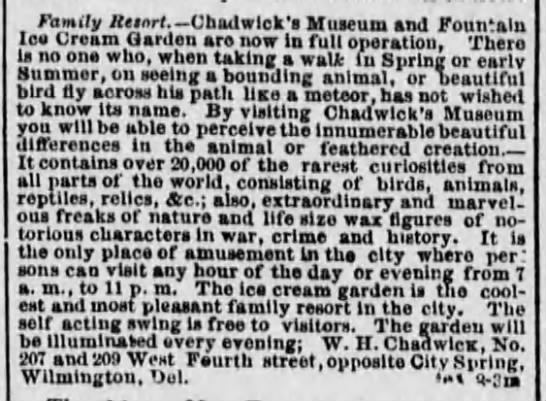 Family Resort.—Chadwick's Museum and Fountain
Ice Cream Garden are now in full operation, There
is no one who, when taking a walk in Spring or early
Summer, on seeing a bounding animal, or beautiful
bird fly across his path like a meteor, has not wished
to know its name. By visiting Chadwick's Museum
you will be able to perceive the innumerable beautiful
differences in the animal or feathered creation.—
It contains over 20,000 of the rarest curiosities from
all parts of the world, consisting of birds, animals,
reptiles, relics, &c.; also, extraordinary and marvel-
ous freaks of nature and life size wax figures of no-
torious characters in war, crime and history. It is
the only place of amusement in the city where per-
sons can visit any hour of the day or evening from 7
a. m., to 11 p. m. The ice cream garden is the cool-
est and most pleasant family resort in the city. The
self acting swing is free to visitors. The garden will
be illuminated every evening; W. H. Chadwick, No.
207 and 209 West Fourth street, opposite City Spring,
Wilmington, Del.